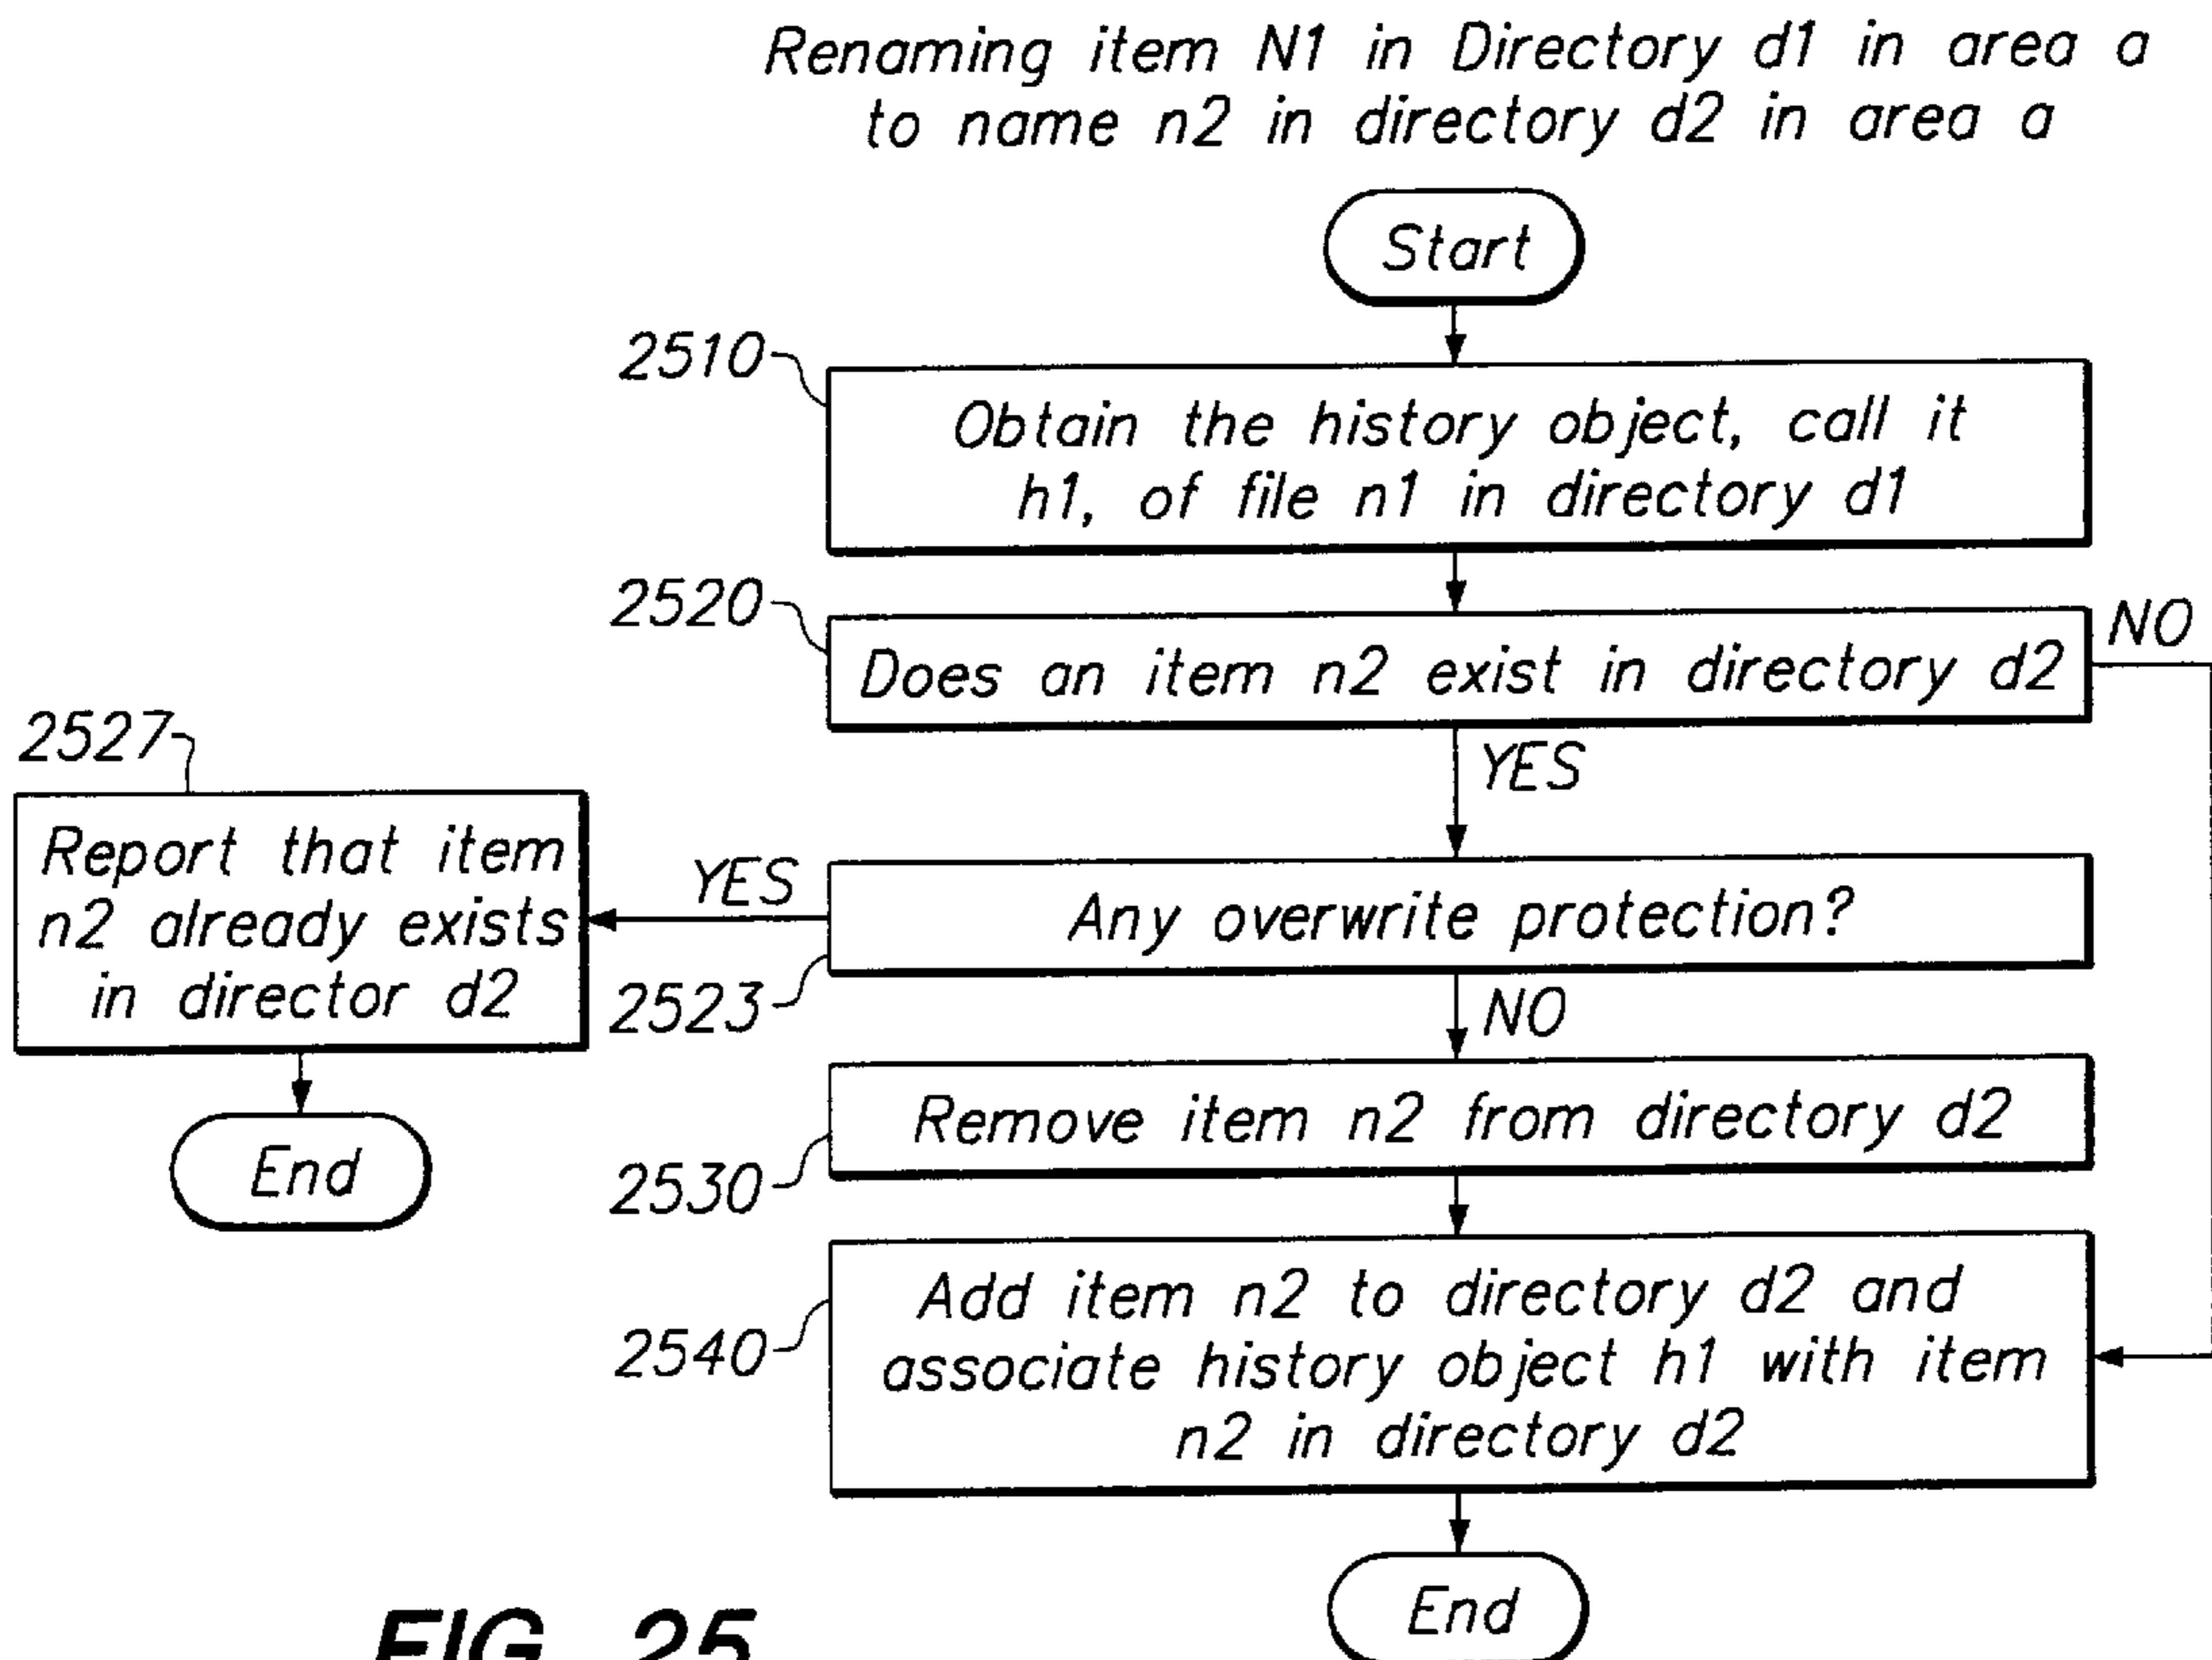 Renaming item N1 in Directory d1 in area a
to name n2 in directory d2 in area a
Start
2510
Obtain the history object, call it
h1, of file n1 in directory d1
2520
Does an item n2 exist in directory d2
NO
YES
2527
Report that item
n2 already exists
in director d2
End
YES
Any overwrite protection?
2523
NO
Remove item n2 from directory d2
2530
Add item n2 to directory d2 and
associate history object h1 with item
n2 in directory d2
2540
End
FIG. 25